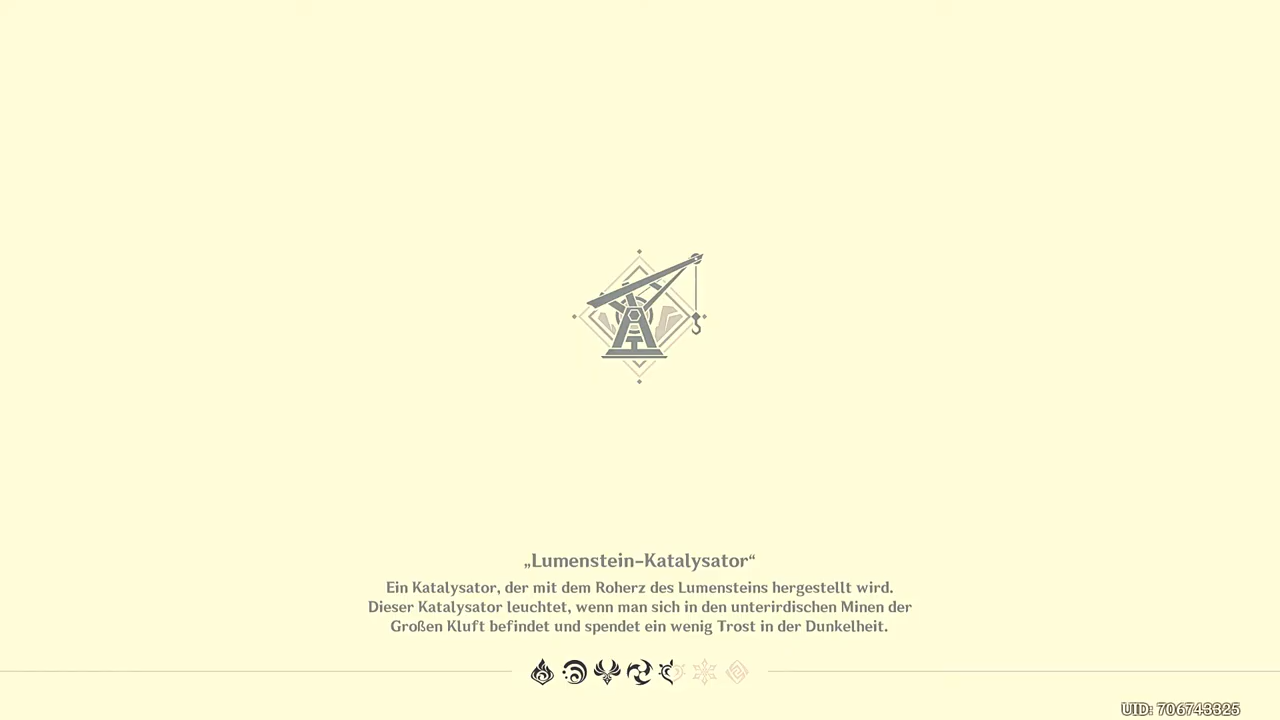 „Lumenstein-Katalysator“
Ein Katalysator, der mit dem Roherz des Lumensteins hergestellt wird.
Dieser Katalysator leuchtet, wenn man sich in den unterirdischen Minen der
Großen Kluft befindet und spendet ein wenig Trost in der Dunkelheit.
UID: 706743325